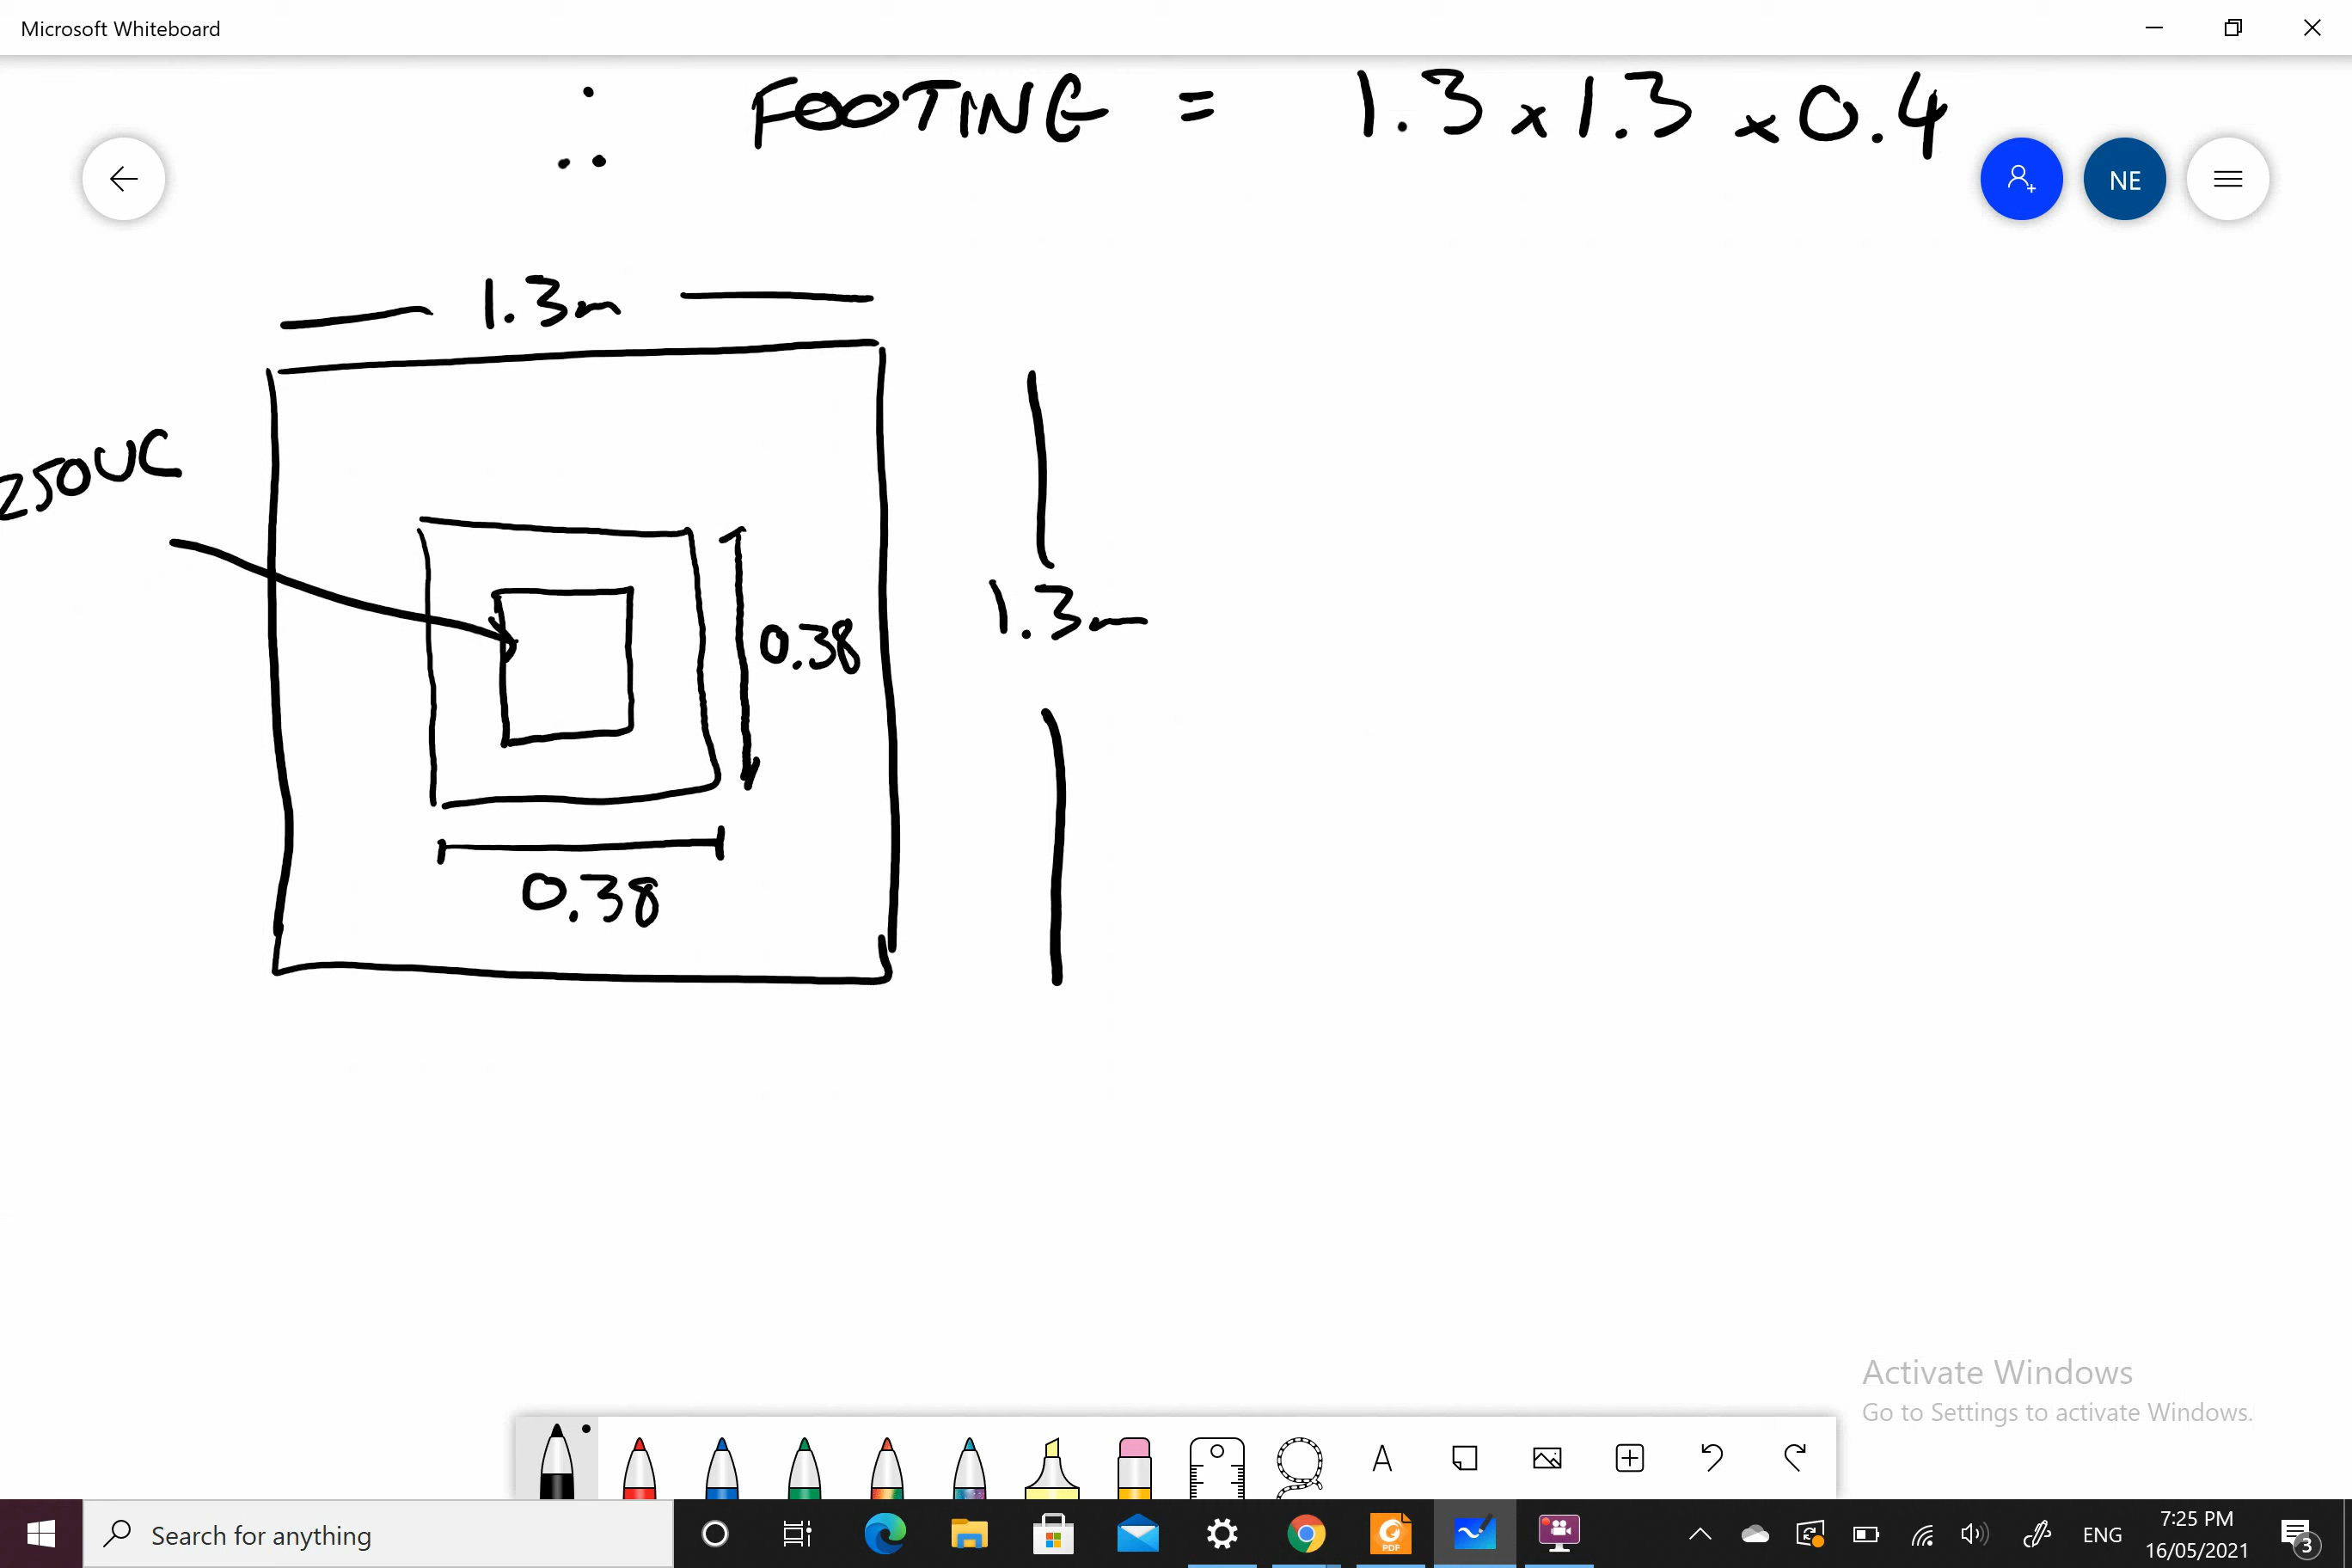 Microsoft Whiteboard
∴ FOOTING = 1.3 x 1.3 x 0.4
NE
1.3m
250UC
0.38
1.3m
0.38
Activate Windows
Go to Settings to activate Windows.
A
Search for anything
PDF
ENG
7:25 PM
16/05/2021
3